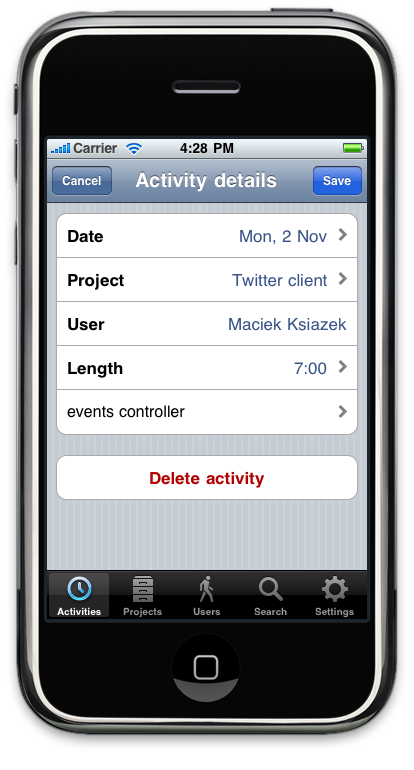 Carrier 4:28 PM
Cancel Activity details Save
Date Mon, 2 Nov
Project Twitter client
User Maciek Ksiazek
Length 7:00
events controller
Delete activity
Activities Projects Users Search Settings